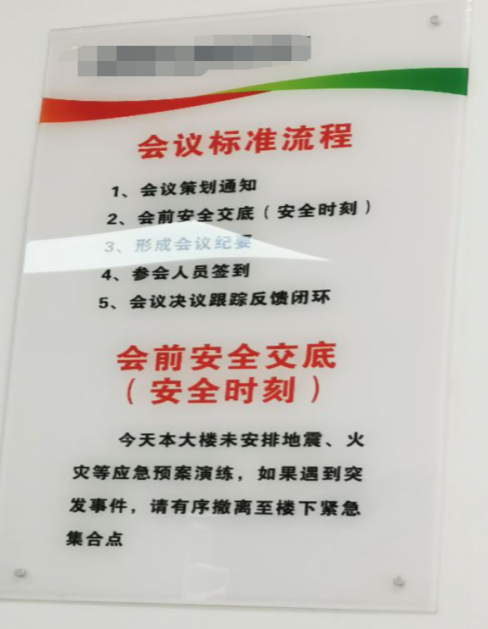 会议标准流程
1、会议策划通知
2、会前安全交底（安全时刻）
3、形成会议纪要
4、参会人员签到
5、会议决议跟踪反馈闭环
会前安全交底
（安全时刻）
今天本大楼未安排地震、火
灾等应急预案演练，如果遇到突
发事件，请有序撤离至楼下紧急
集合点